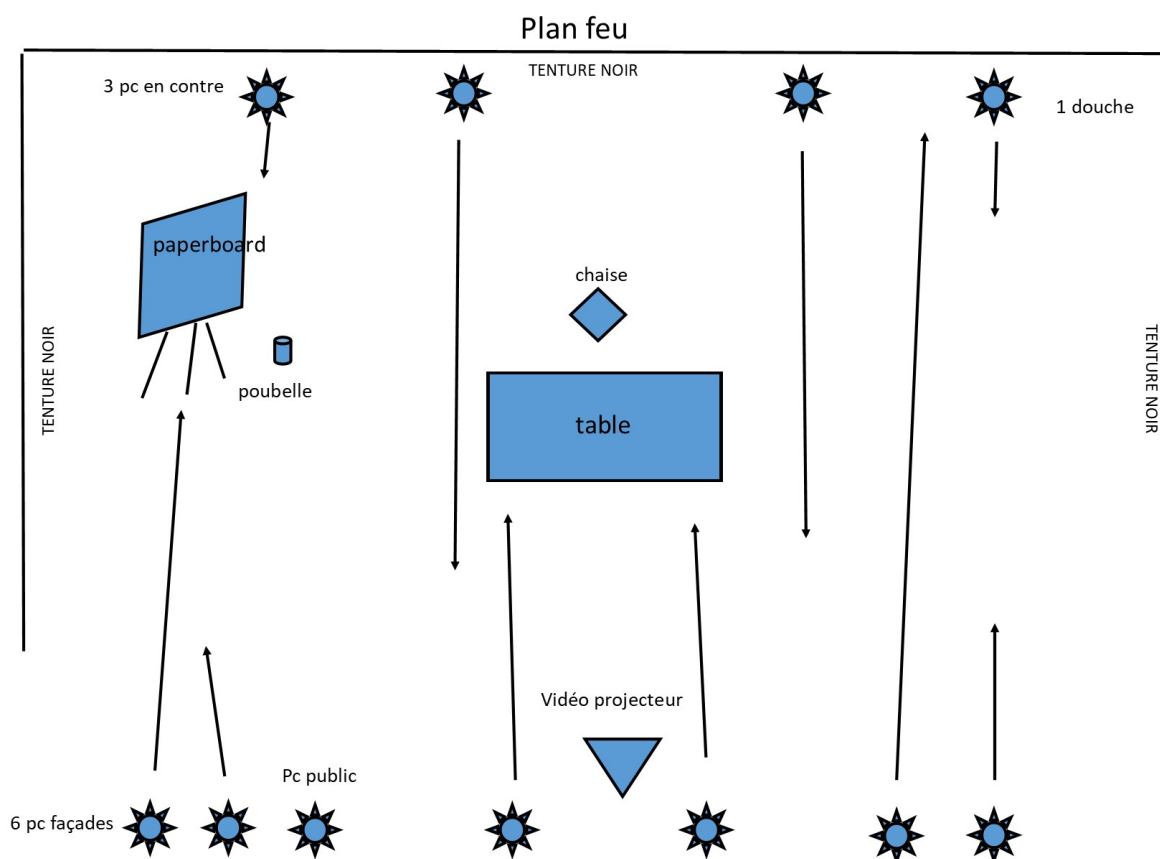 Plan feu
TENTURE NOIR
3 pc en contre
1 douche
paperboard
chaise
TENTURE NOIR
TENTURE NOIR
poubelle
table
Vidéo projecteur
Pc public
6 pc façades